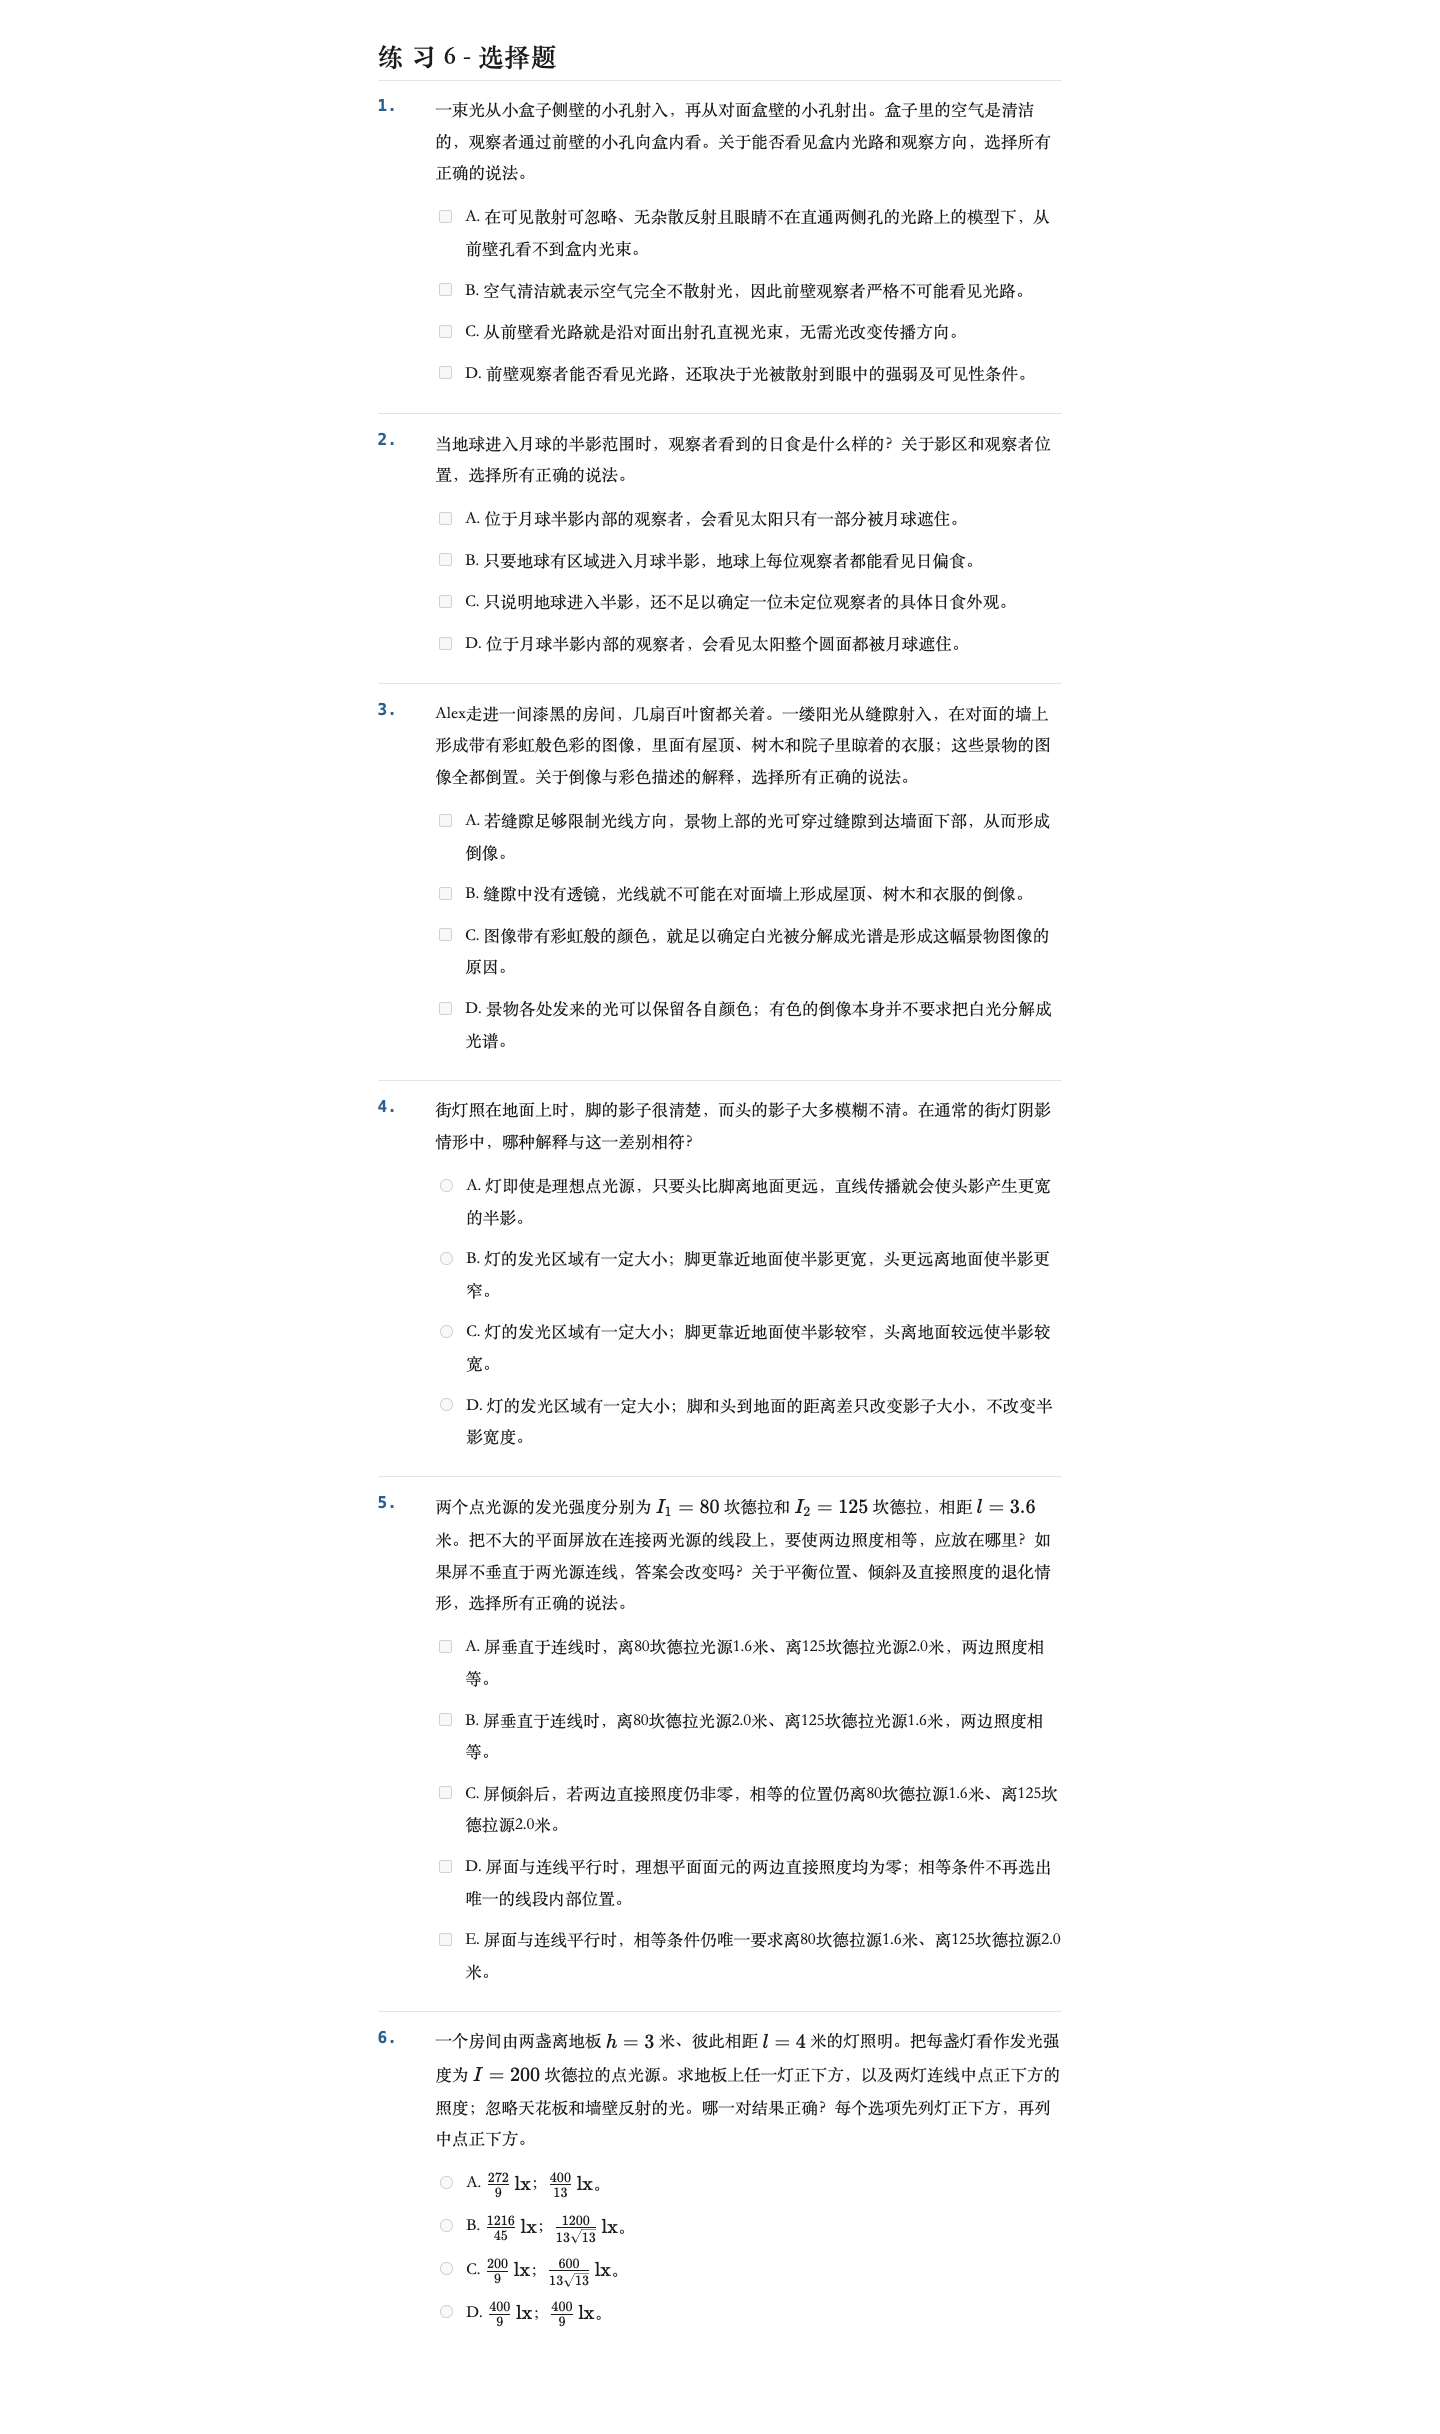 练 习 6 - 选择题
1.
一束光从小盒子侧壁的小孔射入，再从对面盒壁的小孔射出。盒子里的空气是清洁
的，观察者通过前壁的小孔向盒内看。关于能否看见盒内光路和观察方向，选择所有
正确的说法。
A. 在可见散射可忽略、无杂散反射且眼睛不在直通两侧孔的光路上的模型下，从
前壁孔看不到盒内光束。
B. 空气清洁就表示空气完全不散射光，因此前壁观察者严格不可能看见光路。
C. 从前壁看光路就是沿对面出射孔直视光束，无需光改变传播方向。
D. 前壁观察者能否看见光路，还取决于光被散射到眼中的强弱及可见性条件。
2.
当地球进入月球的半影范围时，观察者看到的日食是什么样的？关于影区和观察者位
置，选择所有正确的说法。
A. 位于月球半影内部的观察者，会看见太阳只有一部分被月球遮住。
B. 只要地球有区域进入月球半影，地球上每位观察者都能看见日偏食。
C. 只说明地球进入半影，还不足以确定一位未定位观察者的具体日食外观。
D. 位于月球半影内部的观察者，会看见太阳整个圆面都被月球遮住。
3.
Alex走进一间漆黑的房间，几扇百叶窗都关着。一缕阳光从缝隙射入，在对面的墙上
形成带有彩虹般色彩的图像，里面有屋顶、树木和院子里晾着的衣服；这些景物的图
像全都倒置。关于倒像与彩色描述的解释，选择所有正确的说法。
A. 若缝隙足够限制光线方向，景物上部的光可穿过缝隙到达墙面下部，从而形成
倒像。
B. 缝隙中没有透镜，光线就不可能在对面墙上形成屋顶、树木和衣服的倒像。
C. 图像带有彩虹般的颜色，就足以确定白光被分解成光谱是形成这幅景物图像的
原因。
D. 景物各处发来的光可以保留各自颜色；有色的倒像本身并不要求把白光分解成
光谱。
4.
街灯照在地面上时，脚的影子很清楚，而头的影子大多模糊不清。在通常的街灯阴影
情形中，哪种解释与这一差别相符？
A. 灯即使是理想点光源，只要头比脚离地面更远，直线传播就会使头影产生更宽
的半影。
B. 灯的发光区域有一定大小；脚更靠近地面使半影更宽，头更远离地面使半影更
窄。
C. 灯的发光区域有一定大小；脚更靠近地面使半影较窄，头离地面较远使半影较
宽。
D. 灯的发光区域有一定大小；脚和头到地面的距离差只改变影子大小，不改变半
影宽度。
5.
两个点光源的发光强度分别为 I₁ = 80 坎德拉和 I₂ = 125 坎德拉，相距 l = 3.6
米。把不大的平面屏放在连接两光源的线段上，要使两边照度相等，应放在哪里？如
果屏不垂直于两光源连线，答案会改变吗？关于平衡位置、倾斜及直接照度的退化情
形，选择所有正确的说法。
A. 屏垂直于连线时，离80坎德拉光源1.6米、离125坎德拉光源2.0米，两边照度相
等。
B. 屏垂直于连线时，离80坎德拉光源2.0米、离125坎德拉光源1.6米，两边照度相
等。
C. 屏倾斜后，若两边直接照度仍非零，相等的位置仍离80坎德拉源1.6米、离125坎
德拉源2.0米。
D. 屏面与连线平行时，理想平面面元的两边直接照度均为零；相等条件不再选出
唯一的线段内部位置。
E. 屏面与连线平行时，相等条件仍唯一要求离80坎德拉源1.6米、离125坎德拉源2.0
米。
6.
一个房间由两盏离地板 h = 3 米、彼此相距 l = 4 米的灯照明。把每盏灯看作发光强
度为 I = 200 坎德拉的点光源。求地板上任一灯正下方，以及两灯连线中点正下方的
照度；忽略天花板和墙壁反射的光。哪一对结果正确？每个选项先列灯正下方，再列
中点正下方。
A. 272/9 lx；400/13 lx。
B. 1216/45 lx；1200/13√13 lx。
C. 200/9 lx；600/13√13 lx。
D. 400/9 lx；400/9 lx。